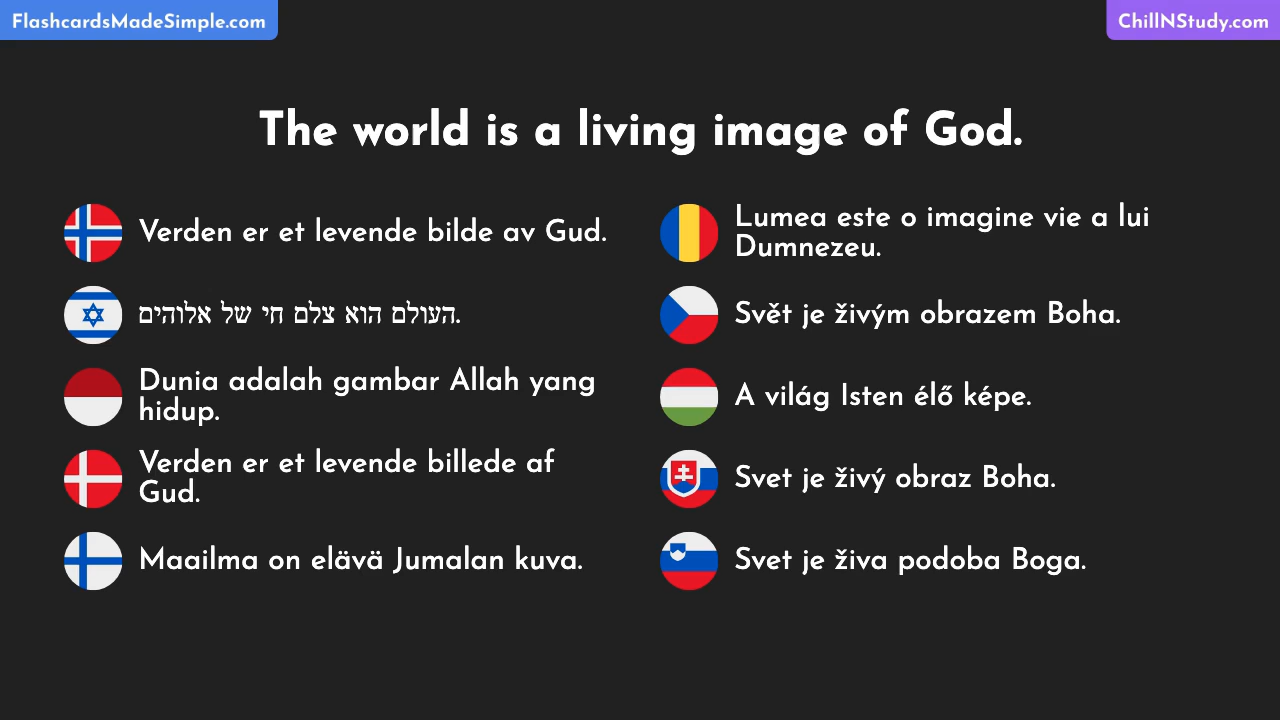 FlashcardsMadeSimple.com
ChillNStudy.com
The world is a living image of God.
Verden er et levende bilde av Gud.
העולם הוא צלם חי של אלוהים.
Dunia adalah gambar Allah yang
hidup.
Verden er et levende billede af
Gud.
Maailma on elävä Jumalan kuva.
Lumea este o imagine vie a lui
Dumnezeu.
Svět je živým obrazem Boha.
A világ Isten élő képe.
Svet je živý obraz Boha.
Svet je živa podoba Boga.